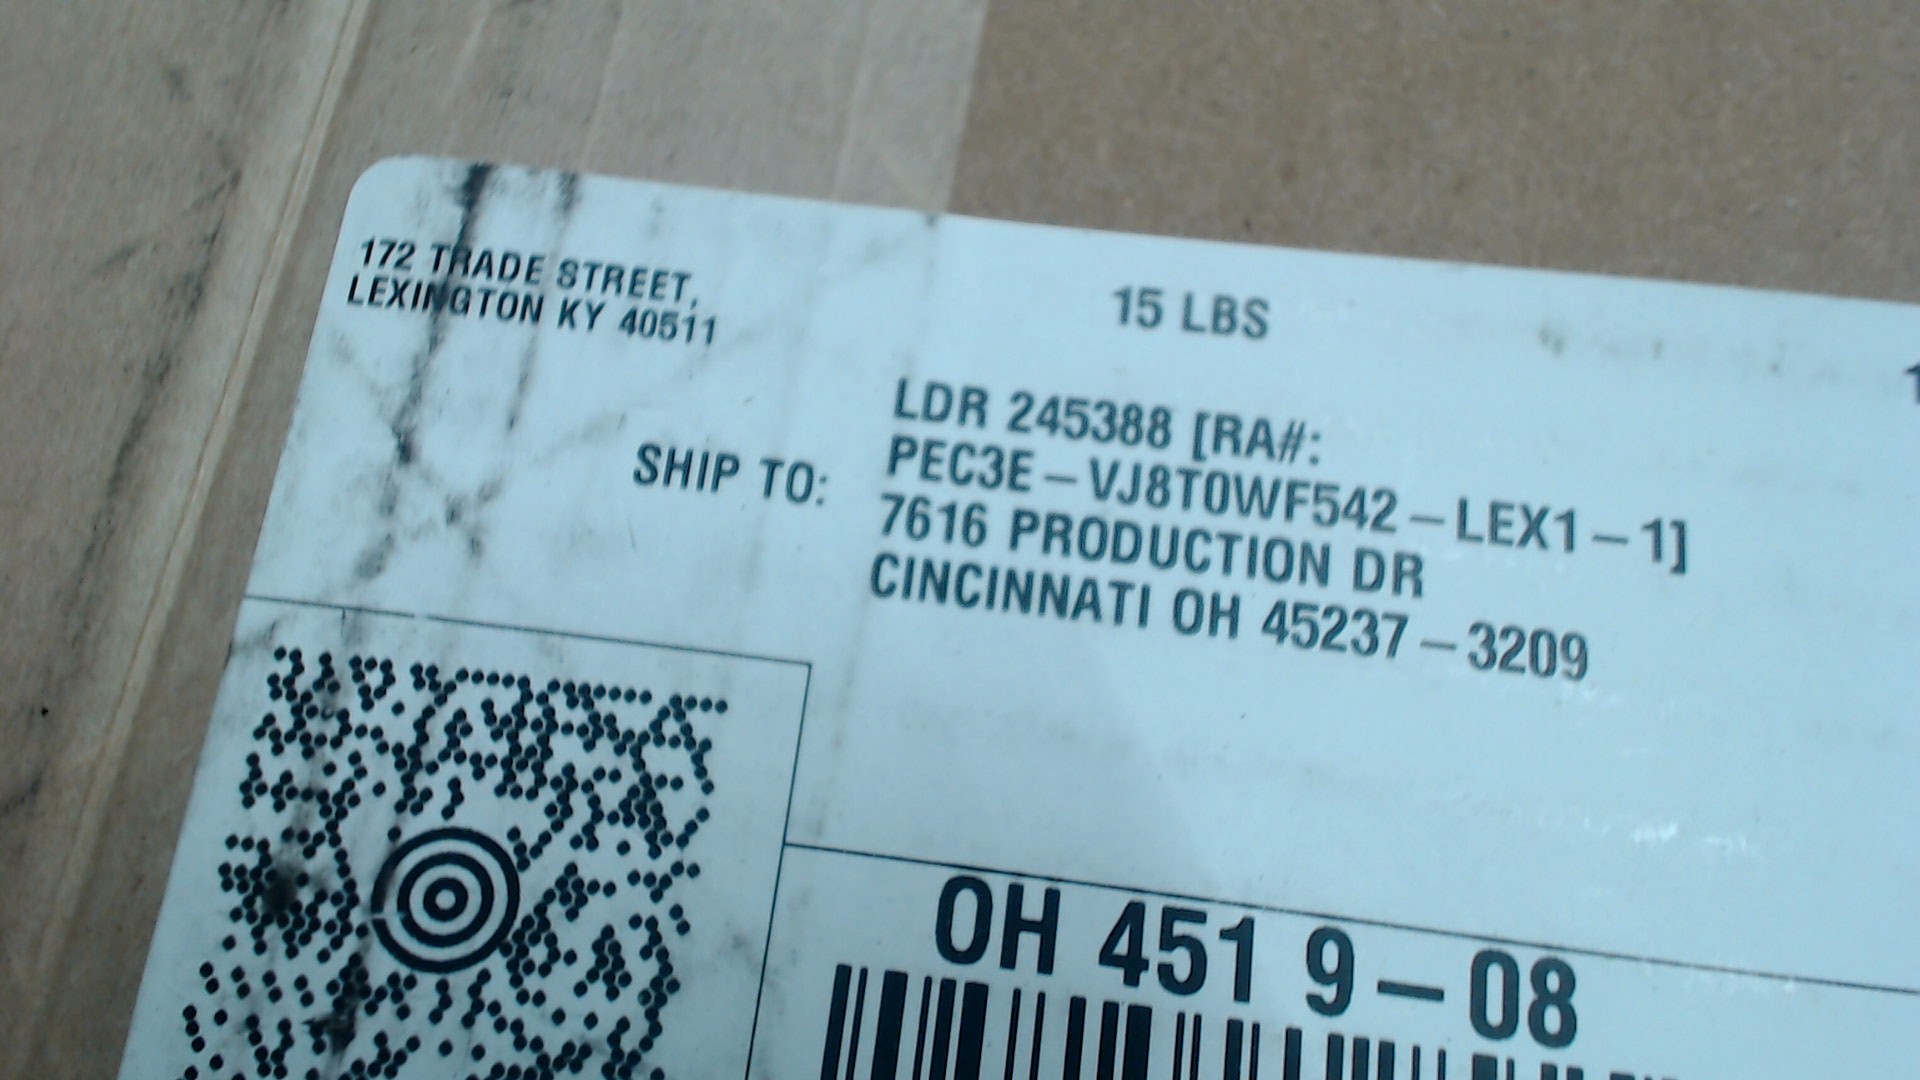 172 TRADE STREET,
LEXINGTON KY 40511
15 LBS
SHIP TO:
LDR 245388 [RA#:
PEC3E-VJ8T0WF542-LEX1-1]
7616 PRODUCTION DR
CINCINNATI OH 45237-3209
OH 451 9-08